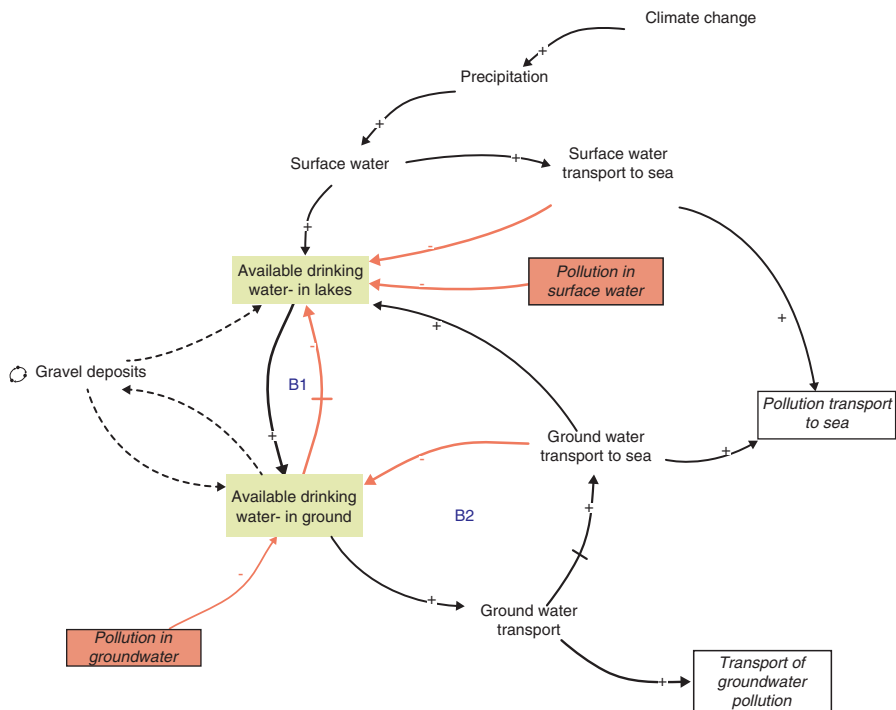 Climate change
+
Precipitation
+
Surface water
+
Surface water
transport to sea
+
-
Available drinking
water- in lakes
-
Pollution in
surface water
+
+
-
Gravel deposits
B1
Pollution transport
to sea
+
-
Ground water
transport to sea
+
Available drinking
water- in ground
B2
+
-
+
Ground water
transport
Pollution in
groundwater
+
Transport of
groundwater
pollution